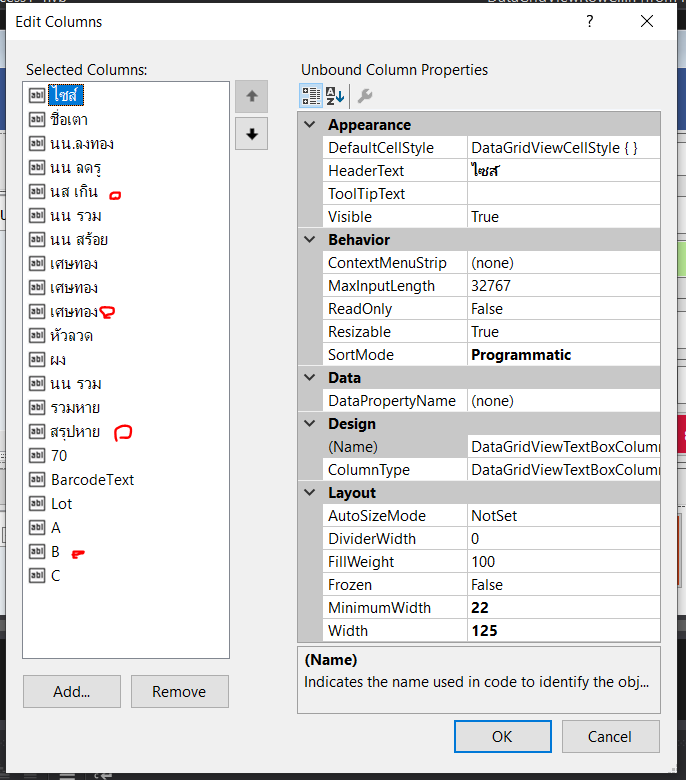 Edit Columns
?
Selected Columns:
ไซส์
ชื่อเตา
นน.ลงทอง
นน ลดรู
นส เกิน
นน รวม
นน สร้อย
เศษทอง
เศษทอง
เศษทอง
หัวลวด
ผง
นน รวม
รวมหาย
สรุปหาย
70
BarcodeText
Lot
A
B
C
Add...
Remove
Unbound Column Properties
Appearance
DefaultCellStyle DataGridViewCellStyle { }
HeaderText ไซส์
ToolTipText
Visible True
Behavior
ContextMenuStrip (none)
MaxInputLength 32767
ReadOnly False
Resizable True
SortMode Programmatic
Data
DataPropertyName (none)
Design
(Name) DataGridViewTextBoxColumn
ColumnType DataGridViewTextBoxColumn
Layout
AutoSizeMode NotSet
DividerWidth 0
FillWeight 100
Frozen False
MinimumWidth 22
Width 125
(Name)
Indicates the name used in code to identify the obj...
OK
Cancel